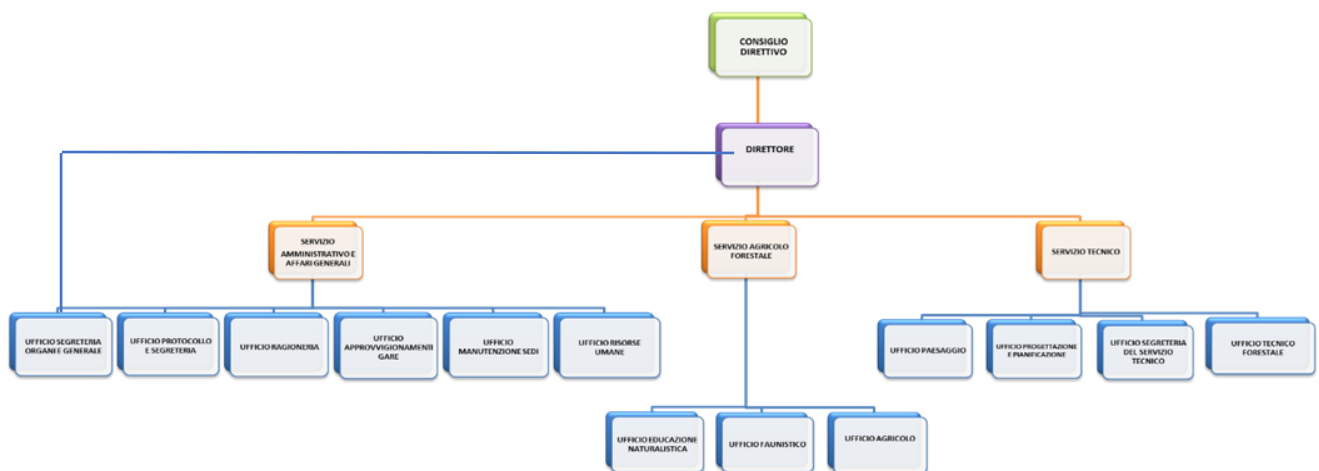 CONSIGLIO
DIRETTIVO
DIRETTORE
SERVIZIO
AMMINISTRATIVO E
AFFARI GENERALI
SERVIZIO AGRICOLO
FORESTALE
SERVIZIO TECNICO
UFFICIO SEGRETERIA
ORGANI E GENERALE
UFFICIO PROTOCOLLO
E SEGRETERIA
UFFICIO RAGIONERIA
UFFICIO
APPROVVIGIONAMENTI
GARE
UFFICIO
MANUTENZIONE SEDI
UFFICIO RISORSE
UMANE
UFFICIO PAESAGGIO
UFFICIO PROGETTAZIONE
E PIANIFICAZIONE
UFFICIO SEGRETERIA
DEL SERVIZIO
TECNICO
UFFICIO TECNICO
FORESTALE
UFFICIO EDUCAZIONE
NATURALISTICA
UFFICIO FAUNISTICO
UFFICIO AGRICOLO